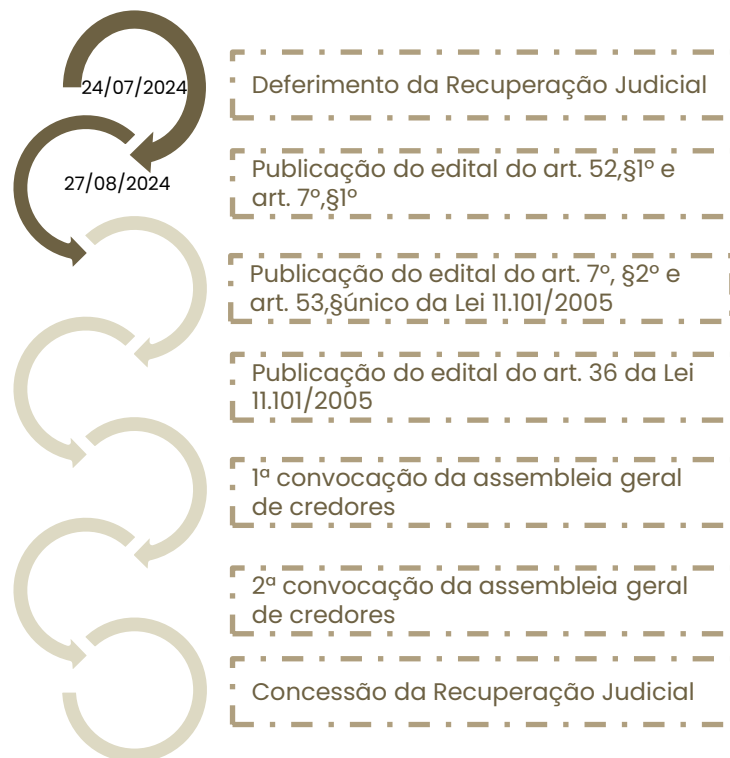 24/07/2024
Deferimento da Recuperação Judicial
27/08/2024
Publicação do edital do art. 52,§1º e
art. 7º,§1º
Publicação do edital do art. 7º, §2º e
art. 53,§único da Lei 11.101/2005
Publicação do edital do art. 36 da Lei
11.101/2005
1ª convocação da assembleia geral
de credores
2ª convocação da assembleia geral
de credores
Concessão da Recuperação Judicial